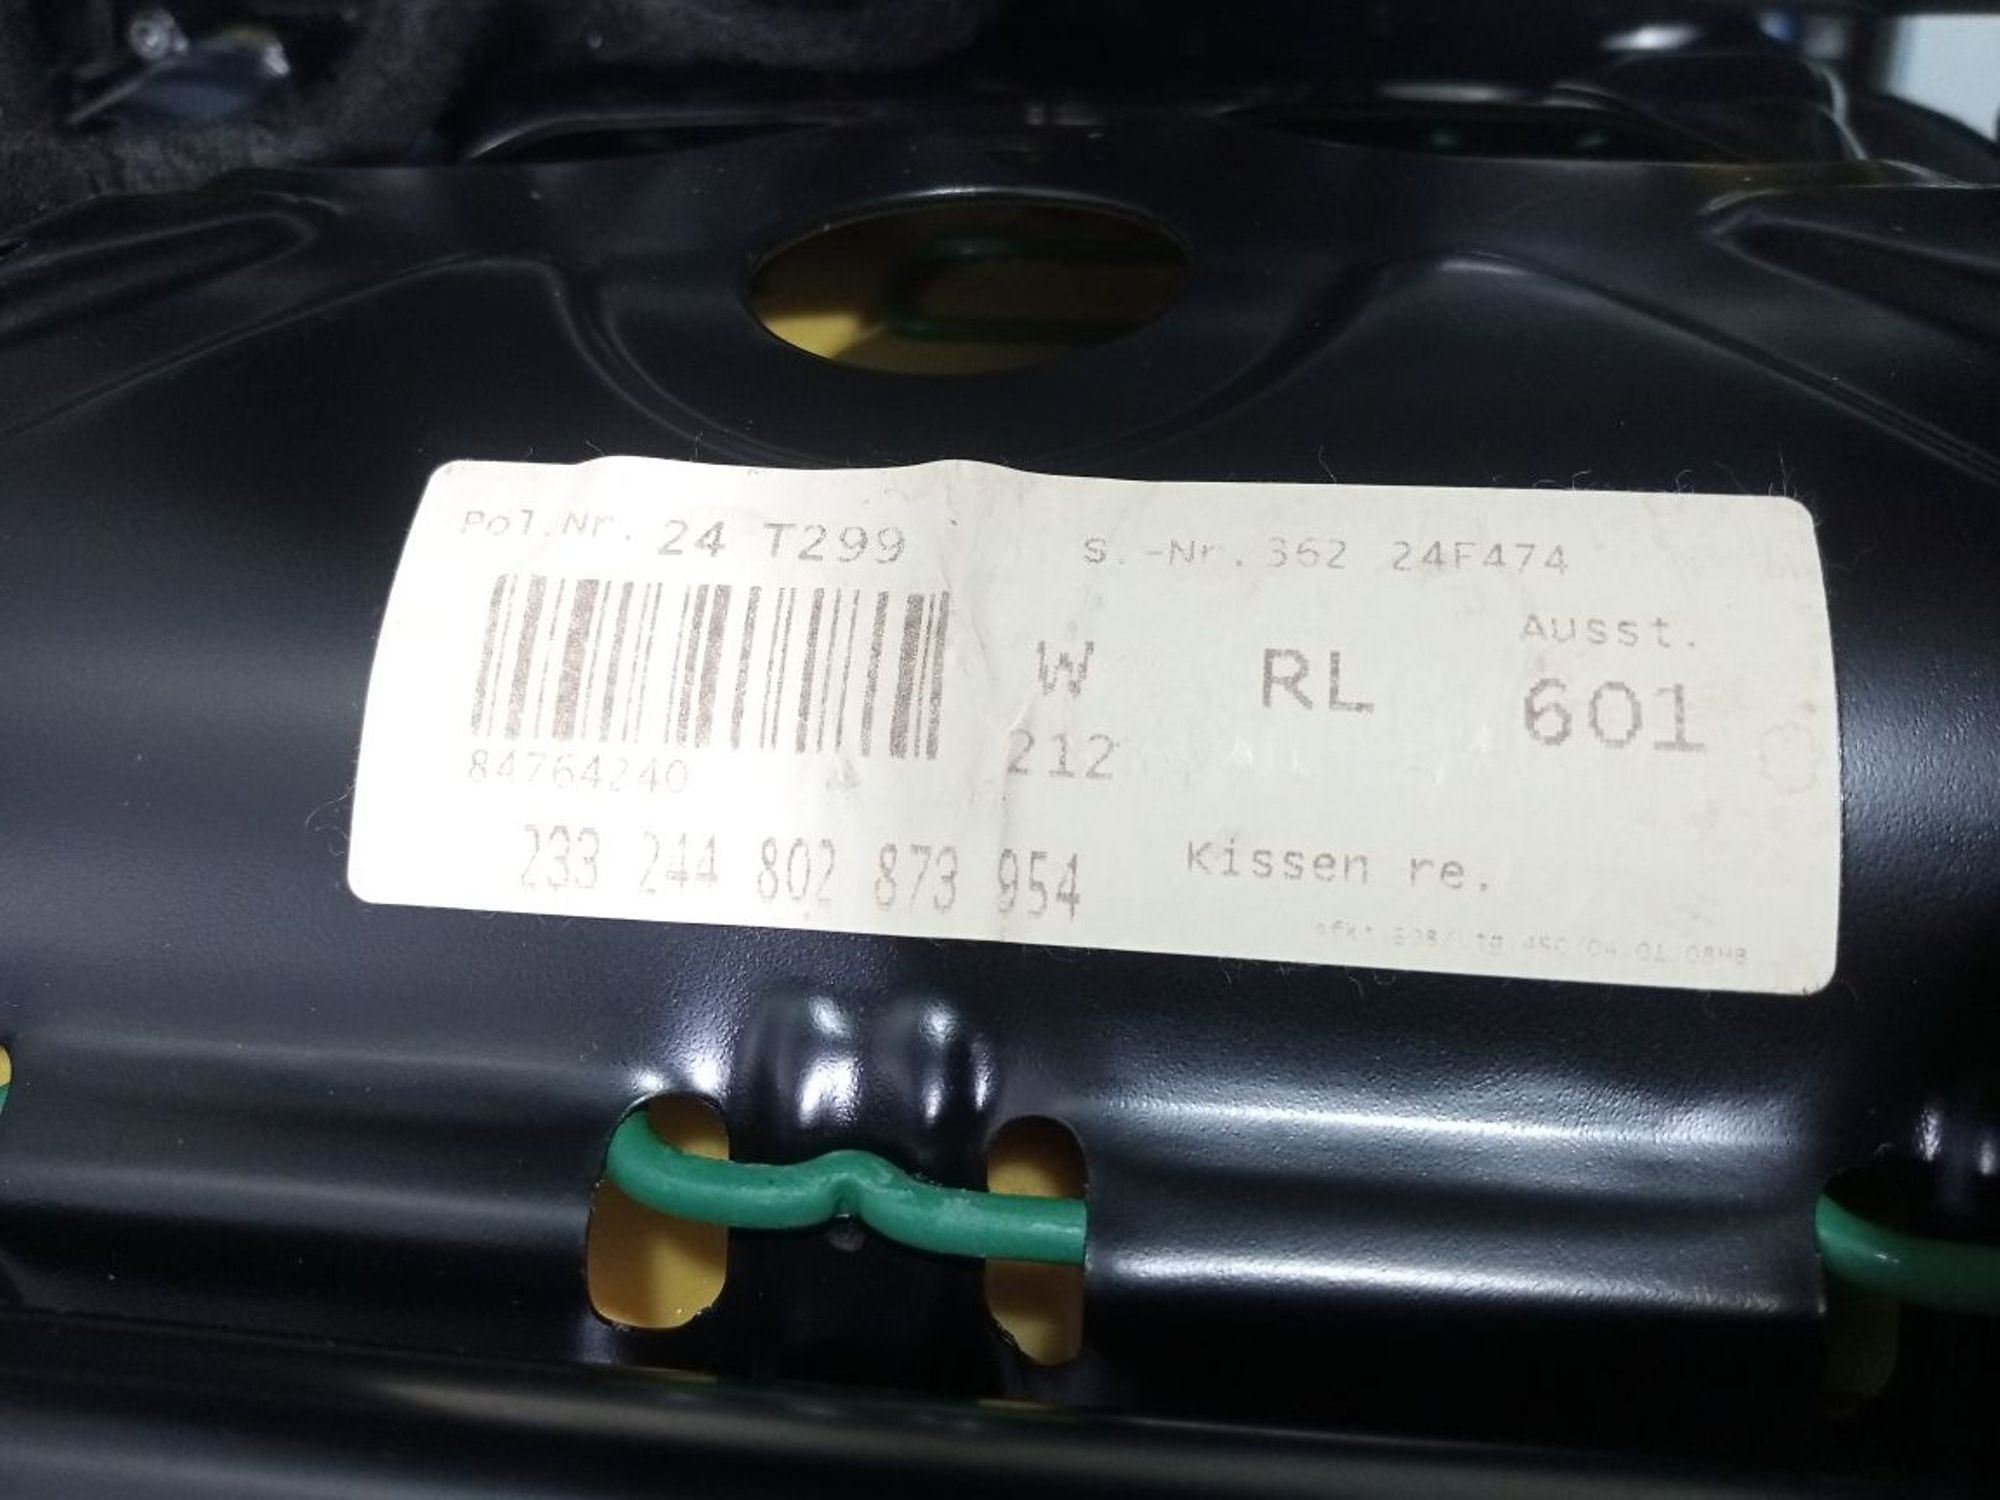 Pol.Nr. 24 T299 S.-Nr. 362 24F474
Ausst.
W RL 601
84764240 212
233 244 802 873 954 Kissen re.